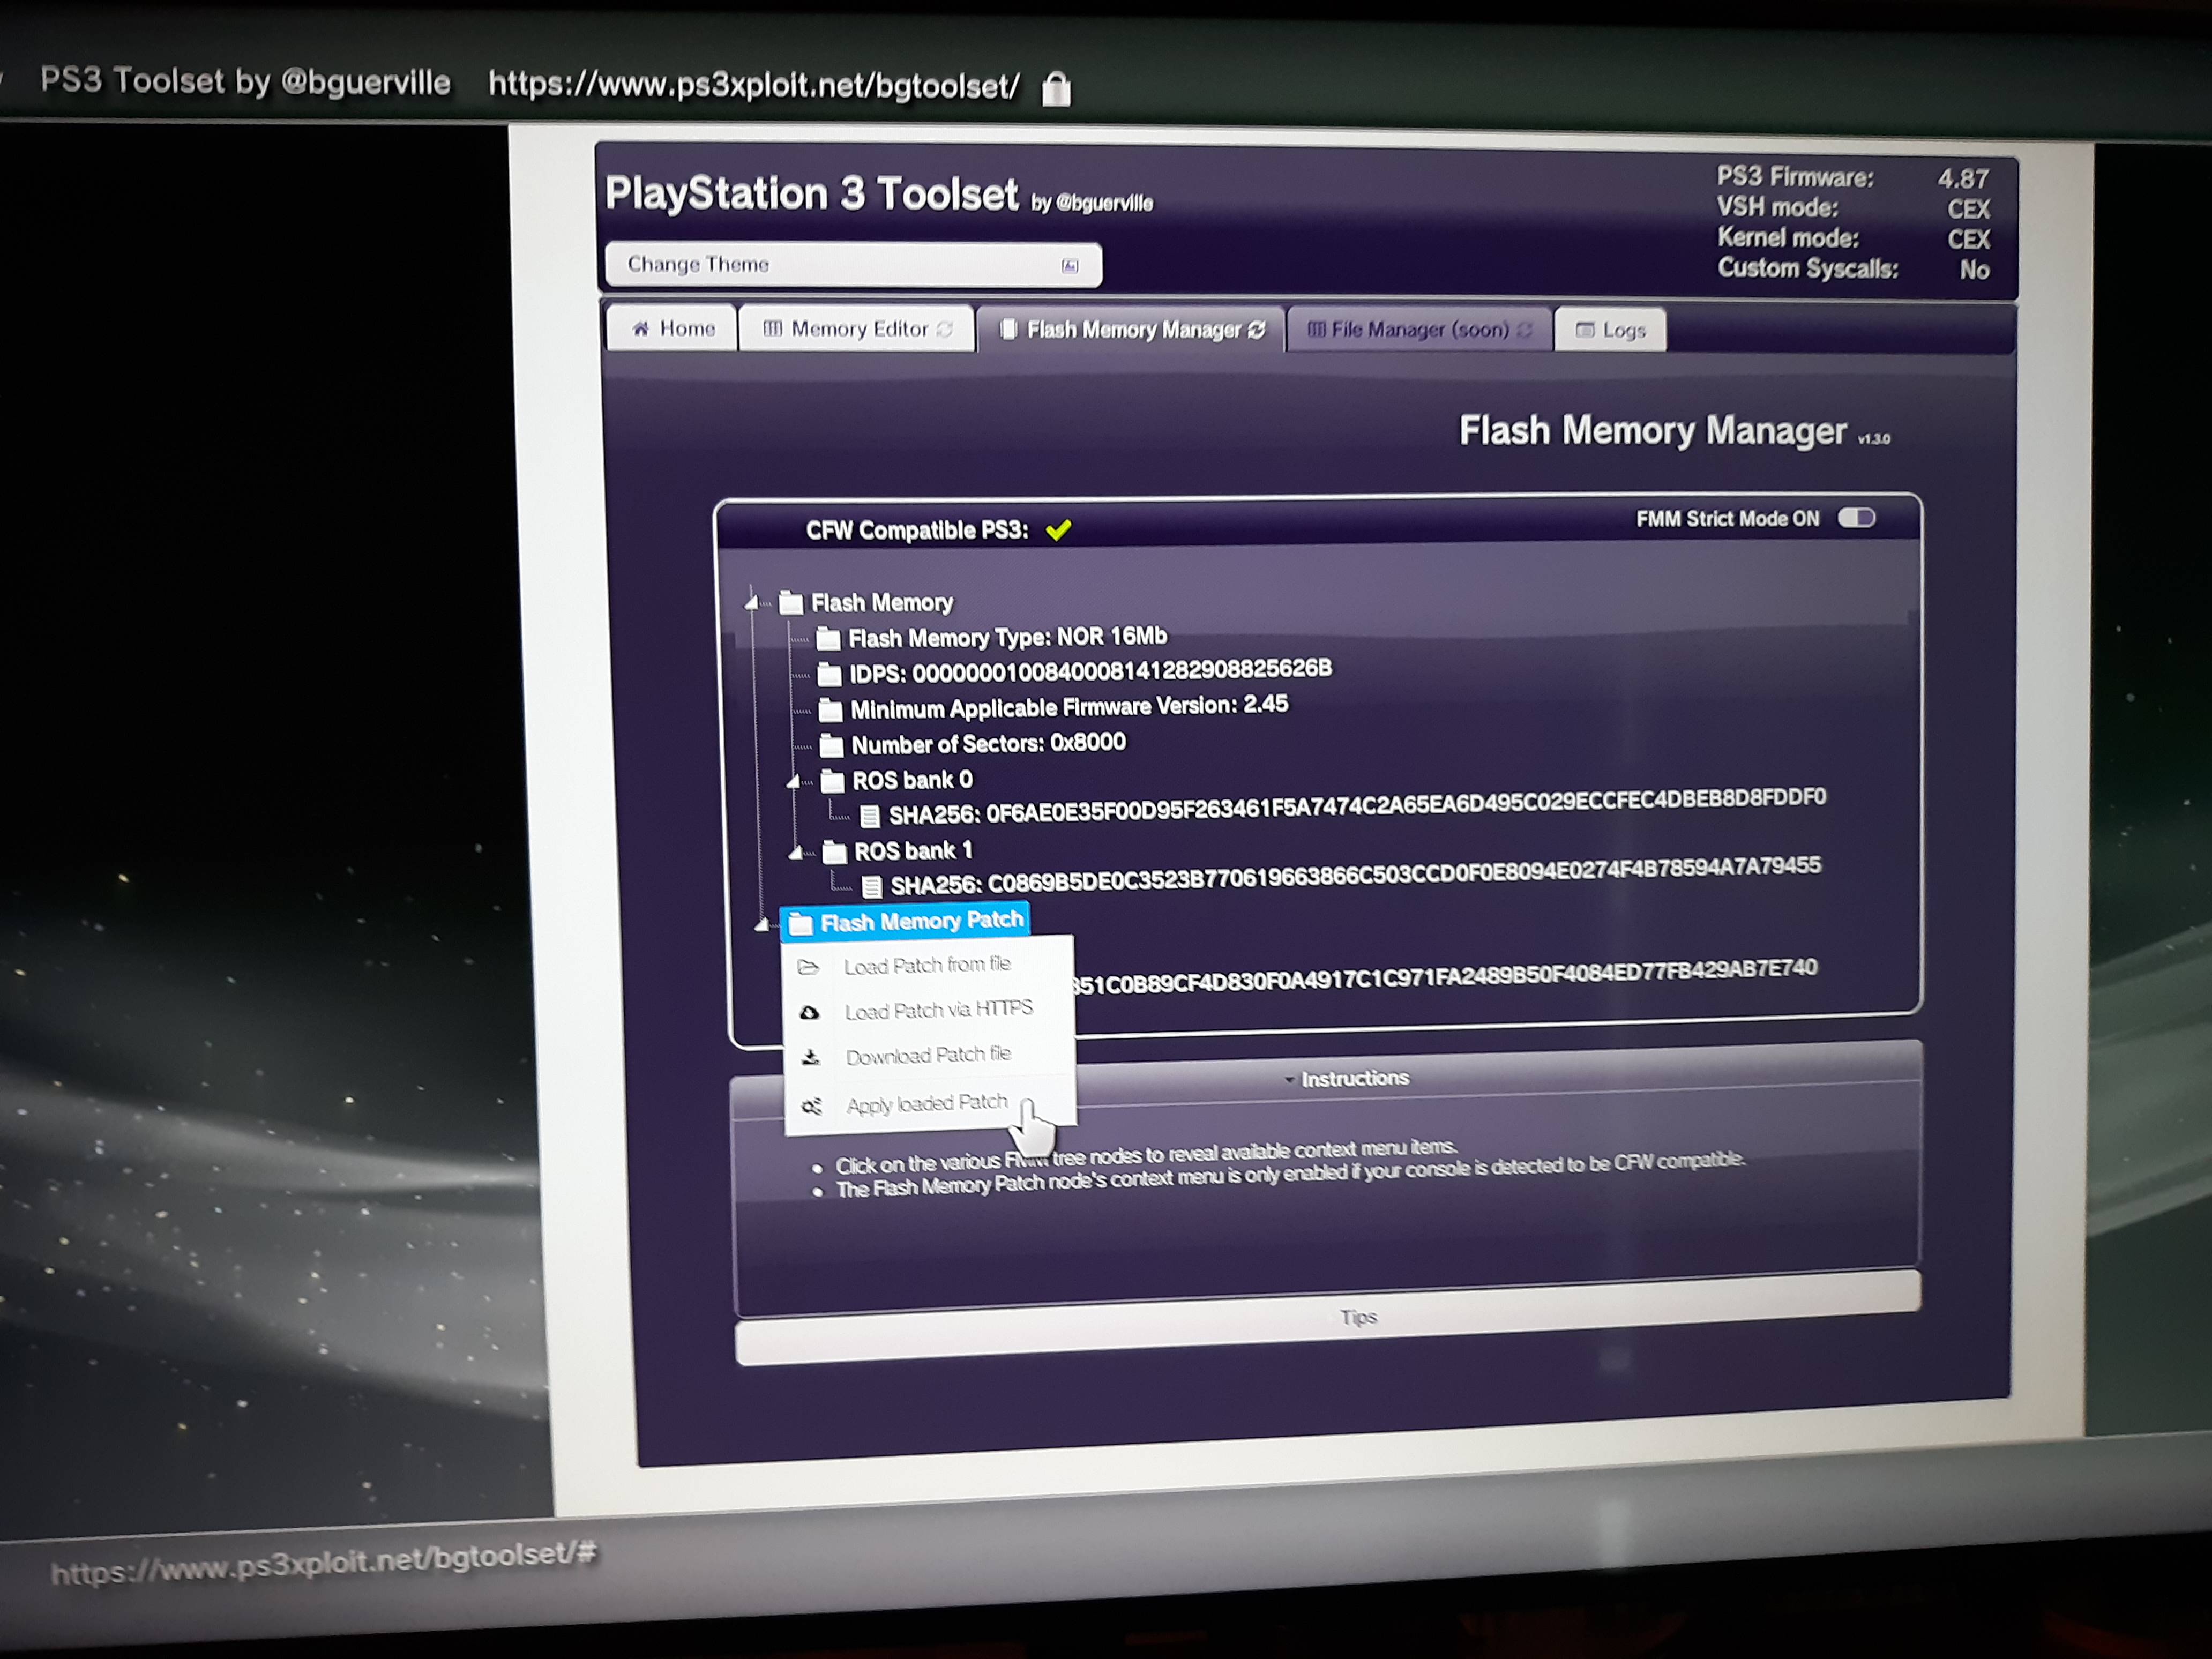 PS3 Toolset by @bguerville https://www.ps3xploit.net/bgtoolset/
PlayStation 3 Toolset by @bguerville
PS3 Firmware: 4.87
VSH mode: CEX
Kernel mode: CEX
Custom Syscalls: No
Change Theme
Home Memory Editor Flash Memory Manager File Manager (soon) Logs
Flash Memory Manager v1.3.0
CFW Compatible PS3: FMM Strict Mode ON
Flash Memory
Flash Memory Type: NOR 16Mb
IDPS: 00000001008400081412829088 25626B
Minimum Applicable Firmware Version: 2.45
Number of Sectors: 0x8000
ROS bank 0
SHA256: 0F6AE0E35F00D95F263461F5A7474C2A65EA6D495C029ECCFEC4DBEB8D8FDDF0
ROS bank 1
SHA256: C0869B5DE0C3523B770619663866C503CCD0F0E8094E0274F4B78594A7A79455
Flash Memory Patch
Load Patch from file
351C0B89CF4D830F0A4917C1C971FA2489B50F4084ED77FB429AB7E740
Load Patch via HTTPS
Download Patch file
Apply loaded Patch
Instructions
Click on the various FMM tree nodes to reveal available context menu items.
The Flash Memory Patch node's context menu is only enabled if your console is detected to be CFW compatible.
Tips
https://www.ps3xploit.net/bgtoolset/#